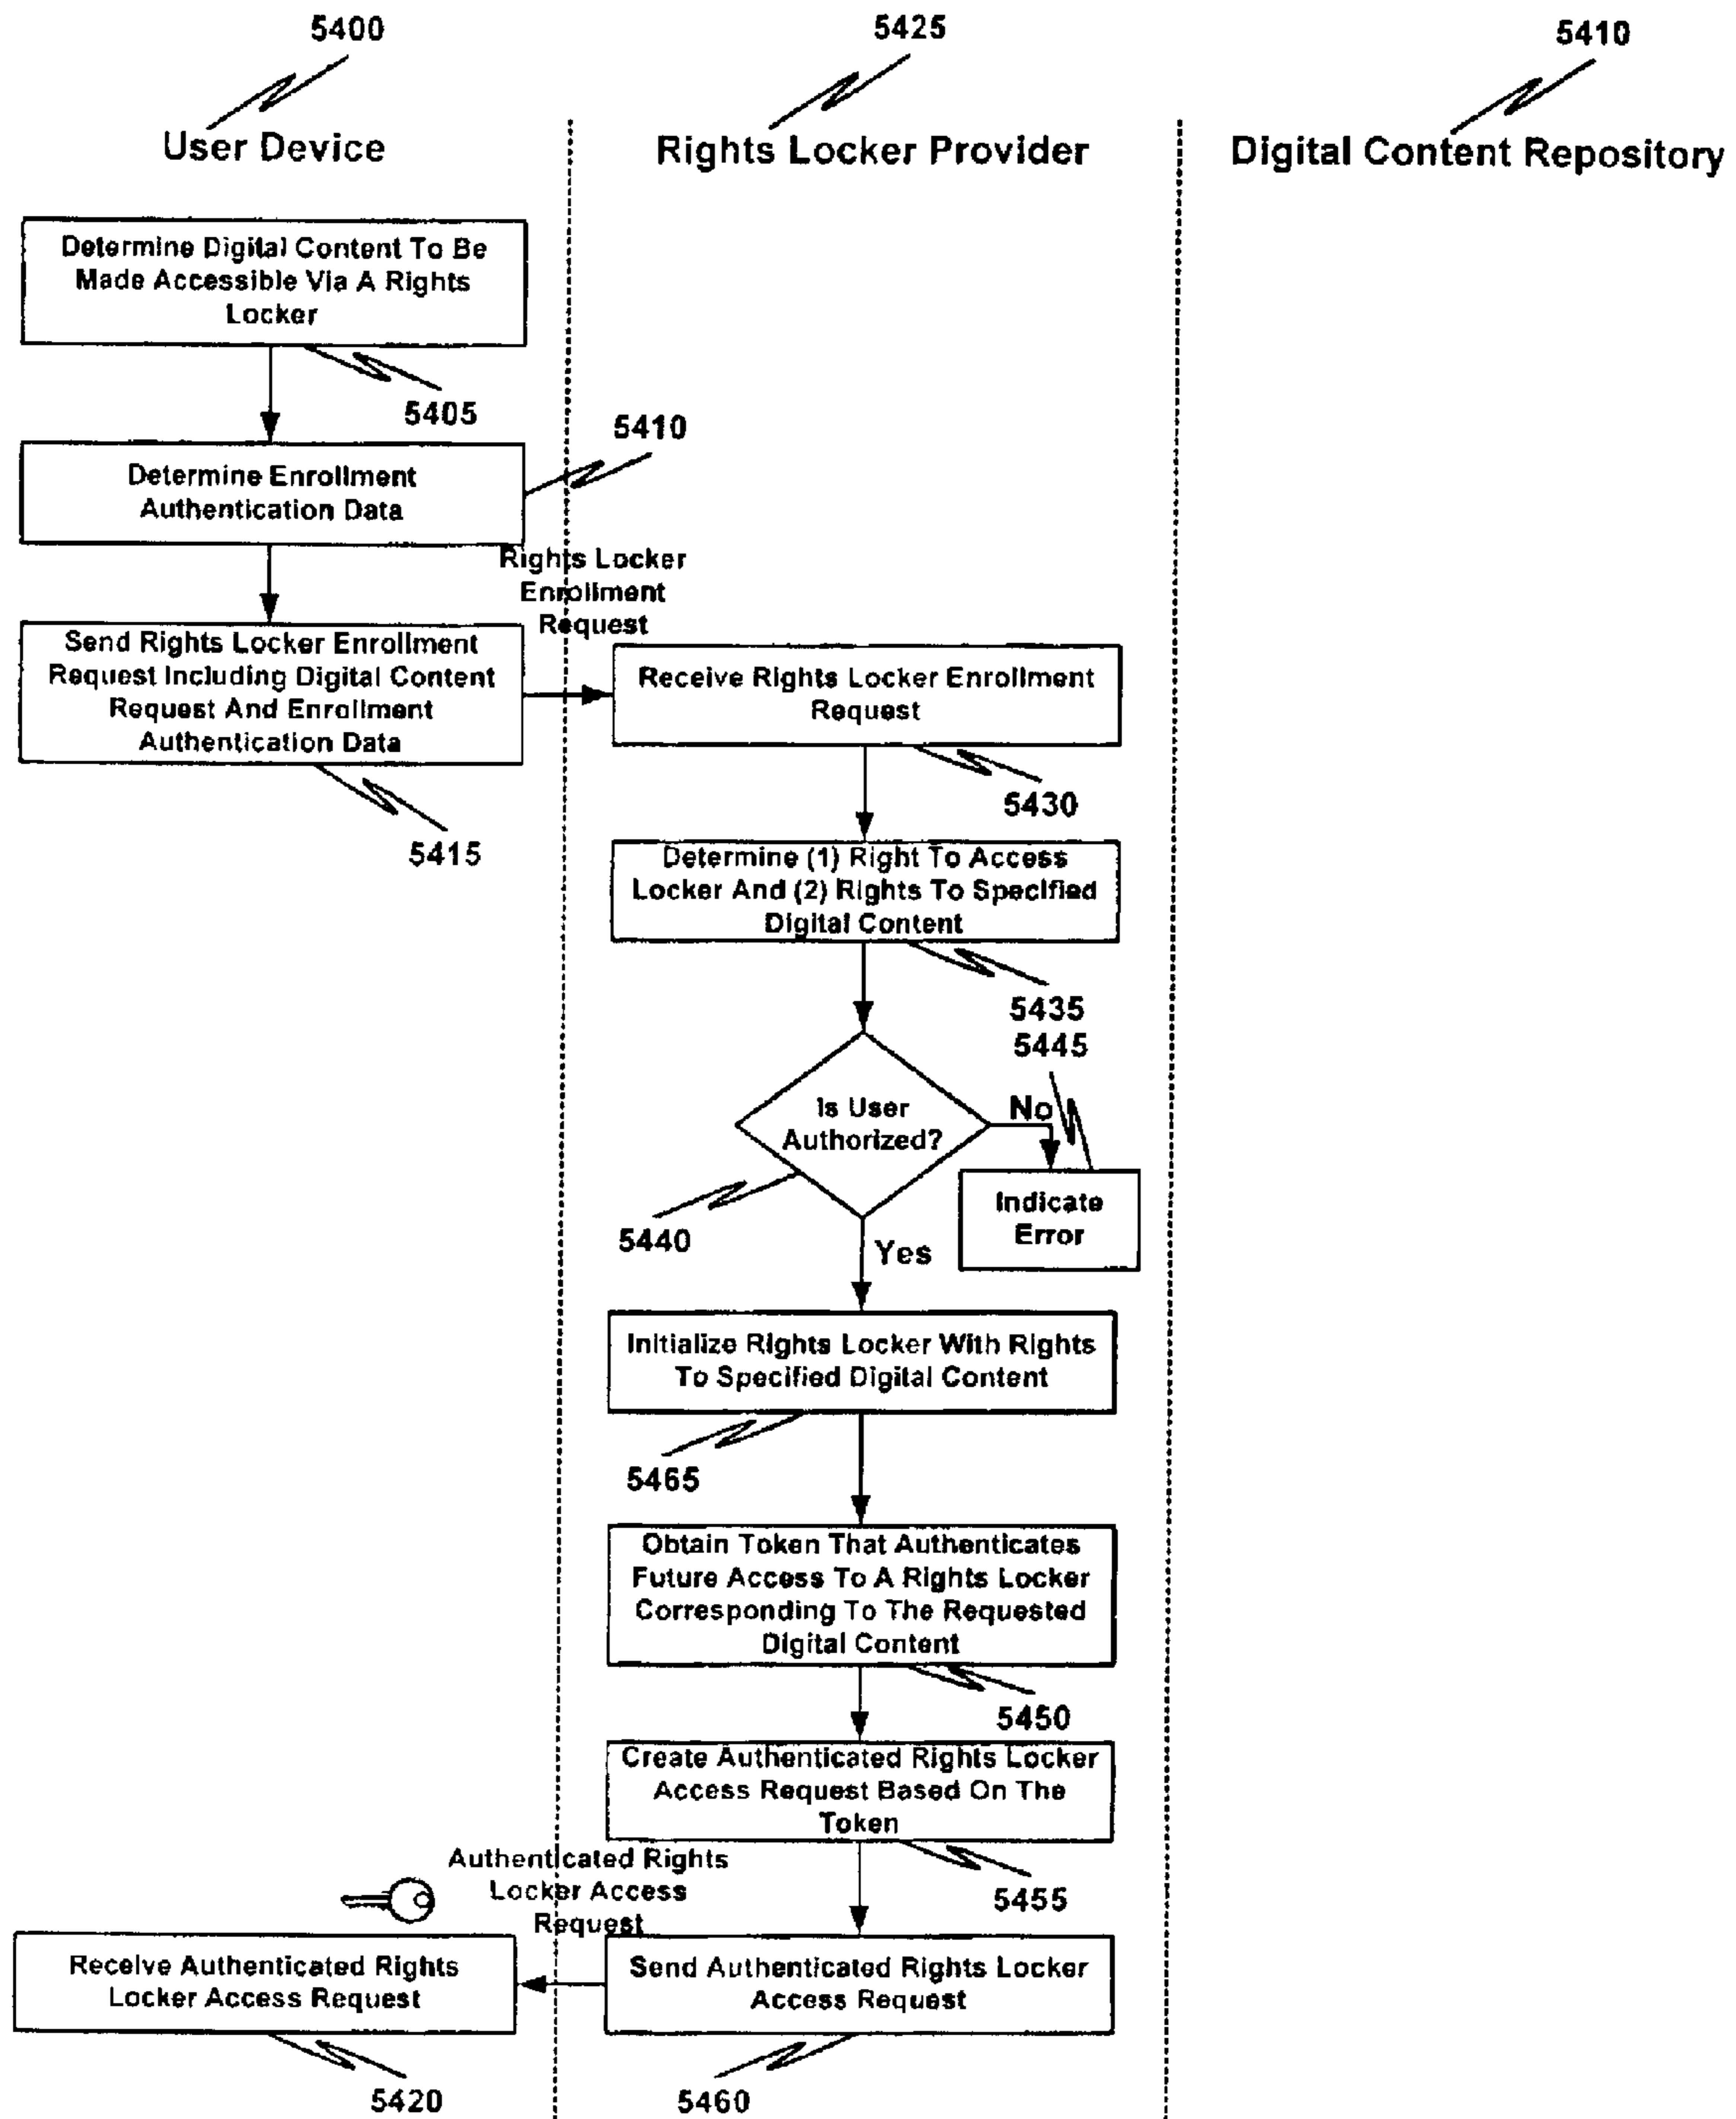 5400
5425
5410
User Device
Rights Locker Provider
Digital Content Repository
Determine Digital Content To Be
Made Accessible Via A Rights
Locker
5405
5410
Determine Enrollment
Authentication Data
Rights Locker
Enrollment
Request
Send Rights Locker Enrollment
Request Including Digital Content
Request And Enrollment
Authentication Data
5415
Receive Rights Locker Enrollment
Request
5430
Determine (1) Right To Access
Locker And (2) Rights To Specified
Digital Content
5435
5445
Is User
Authorized?
No
Indicate
Error
5440
Yes
Initialize Rights Locker With Rights
To Specified Digital Content
5465
Obtain Token That Authenticates
Future Access To A Rights Locker
Corresponding To The Requested
Digital Content
5450
Create Authenticated Rights Locker
Access Request Based On The
Token
5455
Authenticated Rights
Locker Access
Request
Send Authenticated Rights Locker
Access Request
5460
Receive Authenticated Rights
Locker Access Request
5420